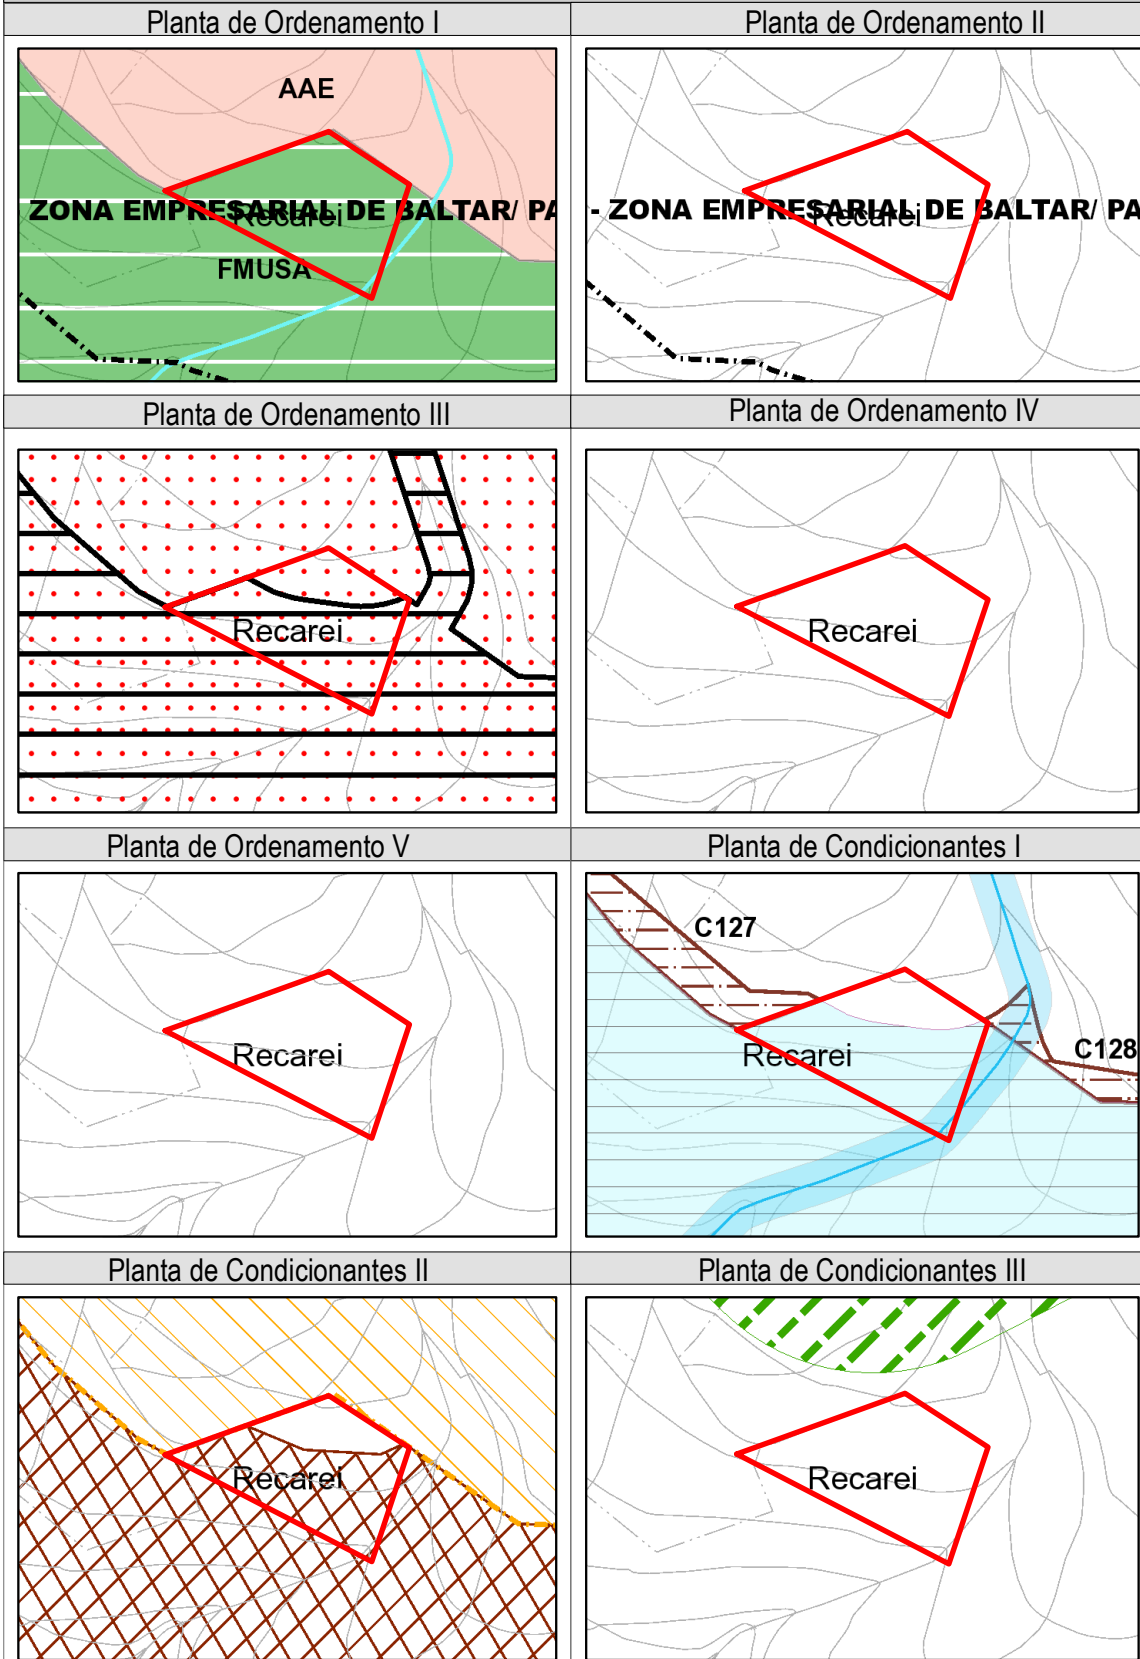 Planta de Ordenamento I
Planta de Ordenamento II
AAE
ZONA EMPRESARIAL DE BALTAR/ PA
Recarei
FMUSA
- ZONA EMPRESARIAL DE BALTAR/ PA
Recarei
Planta de Ordenamento III
Planta de Ordenamento IV
Recarei
Recarei
Planta de Ordenamento V
Planta de Condicionantes I
Recarei
C127
Recarei
C128
Planta de Condicionantes II
Planta de Condicionantes III
Recarei
Recarei